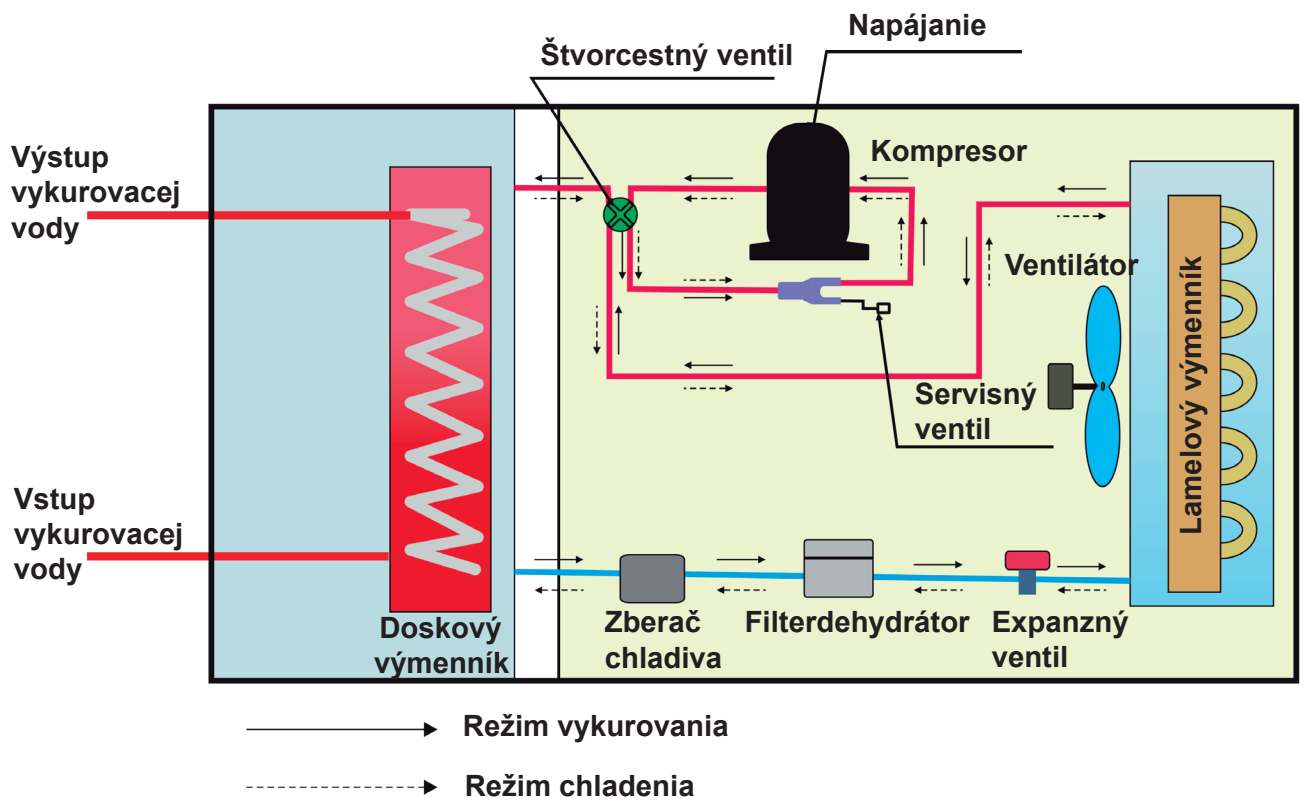 Napájanie
Štvorcestný ventil
Kompresor
Výstup
vykurovacej
vody
Ventilátor
Lamelový výmenník
Servisný
ventil
Vstup
vykurovacej
vody
Doskový
výmenník
Zberač
chladiva
Filterdehydrátor
Expanzný
ventil
Režim vykurovania
Režim chladenia